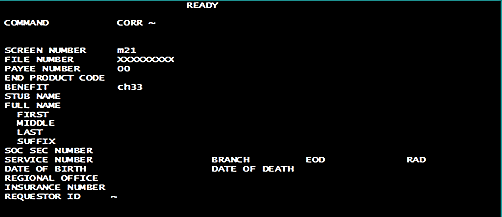 READY
COMMAND CORR ~
SCREEN NUMBER m21
FILE NUMBER XXXXXXXXX
PAYEE NUMBER 00
END PRODUCT CODE
BENEFIT ch33
STUB NAME
FULL NAME
FIRST
MIDDLE
LAST
SUFFIX
SOC SEC NUMBER
SERVICE NUMBER BRANCH EOD RAD
DATE OF BIRTH DATE OF DEATH
REGIONAL OFFICE
INSURANCE NUMBER
REQUESTOR ID ~